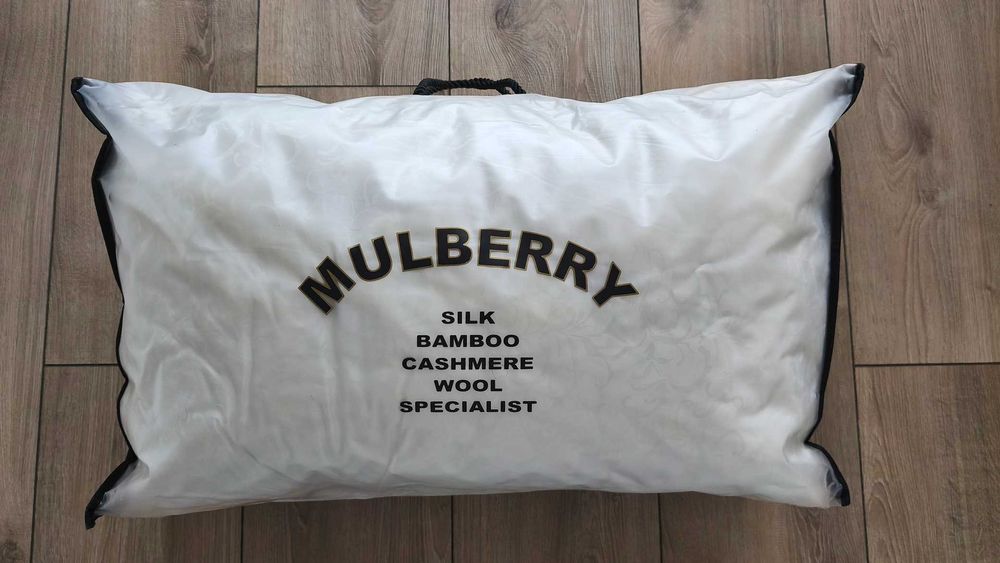 MULBERRY
SILK
BAMBOO
CASHMERE
WOOL
SPECIALIST